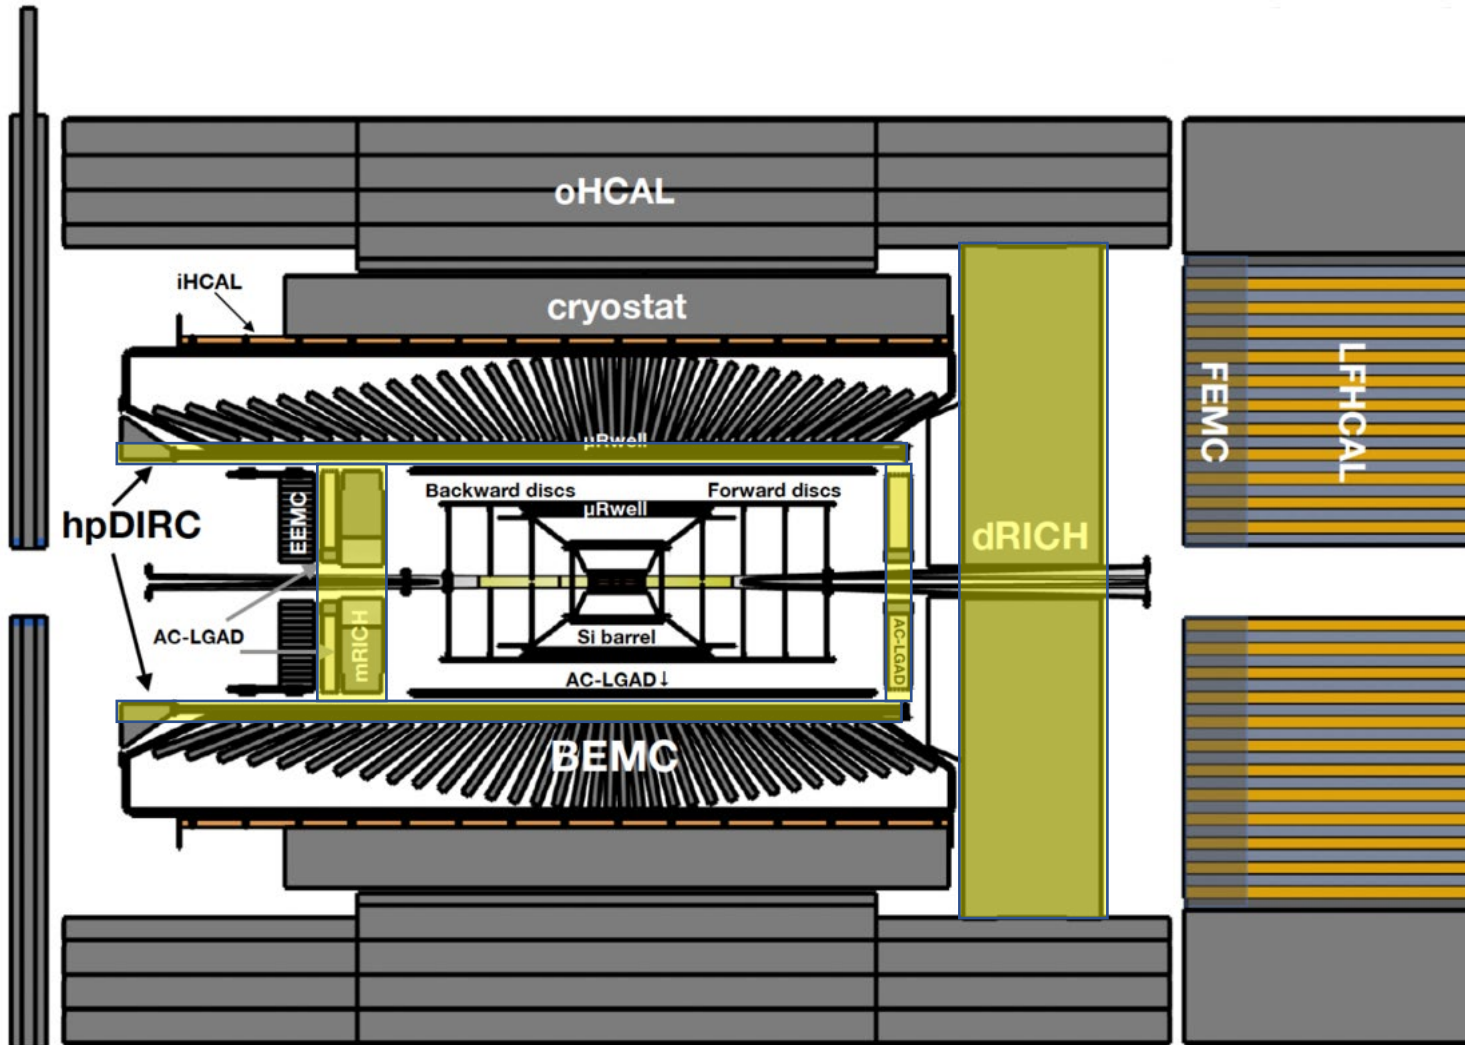 oHCAL
iHCAL
cryostat
LFHCAL
FEMC
μRwell
Backward discs
Forward discs
μRwell
EEMC
hpDIRC
dRICH
AC-LGAD
mRICH
Si barrel
AC-LGAD
AC-LGAD↓
BEMC